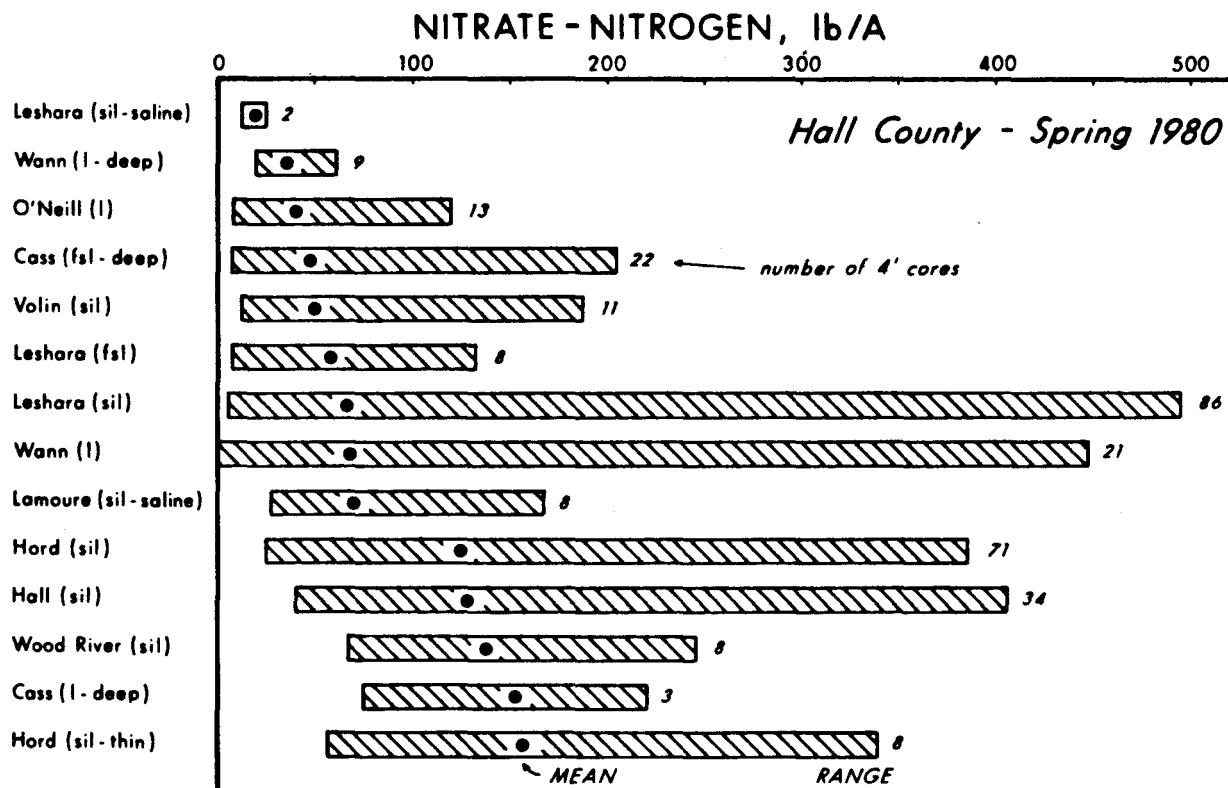 NITRATE-NITROGEN, lb/A
0 100 200 300 400 500
Leshara (sil-saline) 2
Hall County - Spring 1980
Wann (l-deep) 9
O'Neill (l) 13
Cass (fsl-deep) 22 number of 4' cores
Volin (sil) 11
Leshara (fsl) 8
Leshara (sil) 86
Wann (l) 21
Lamoure (sil-saline) 8
Hord (sil) 71
Hall (sil) 34
Wood River (sil) 8
Cass (l-deep) 3
Hord (sil-thin) 8
MEAN RANGE